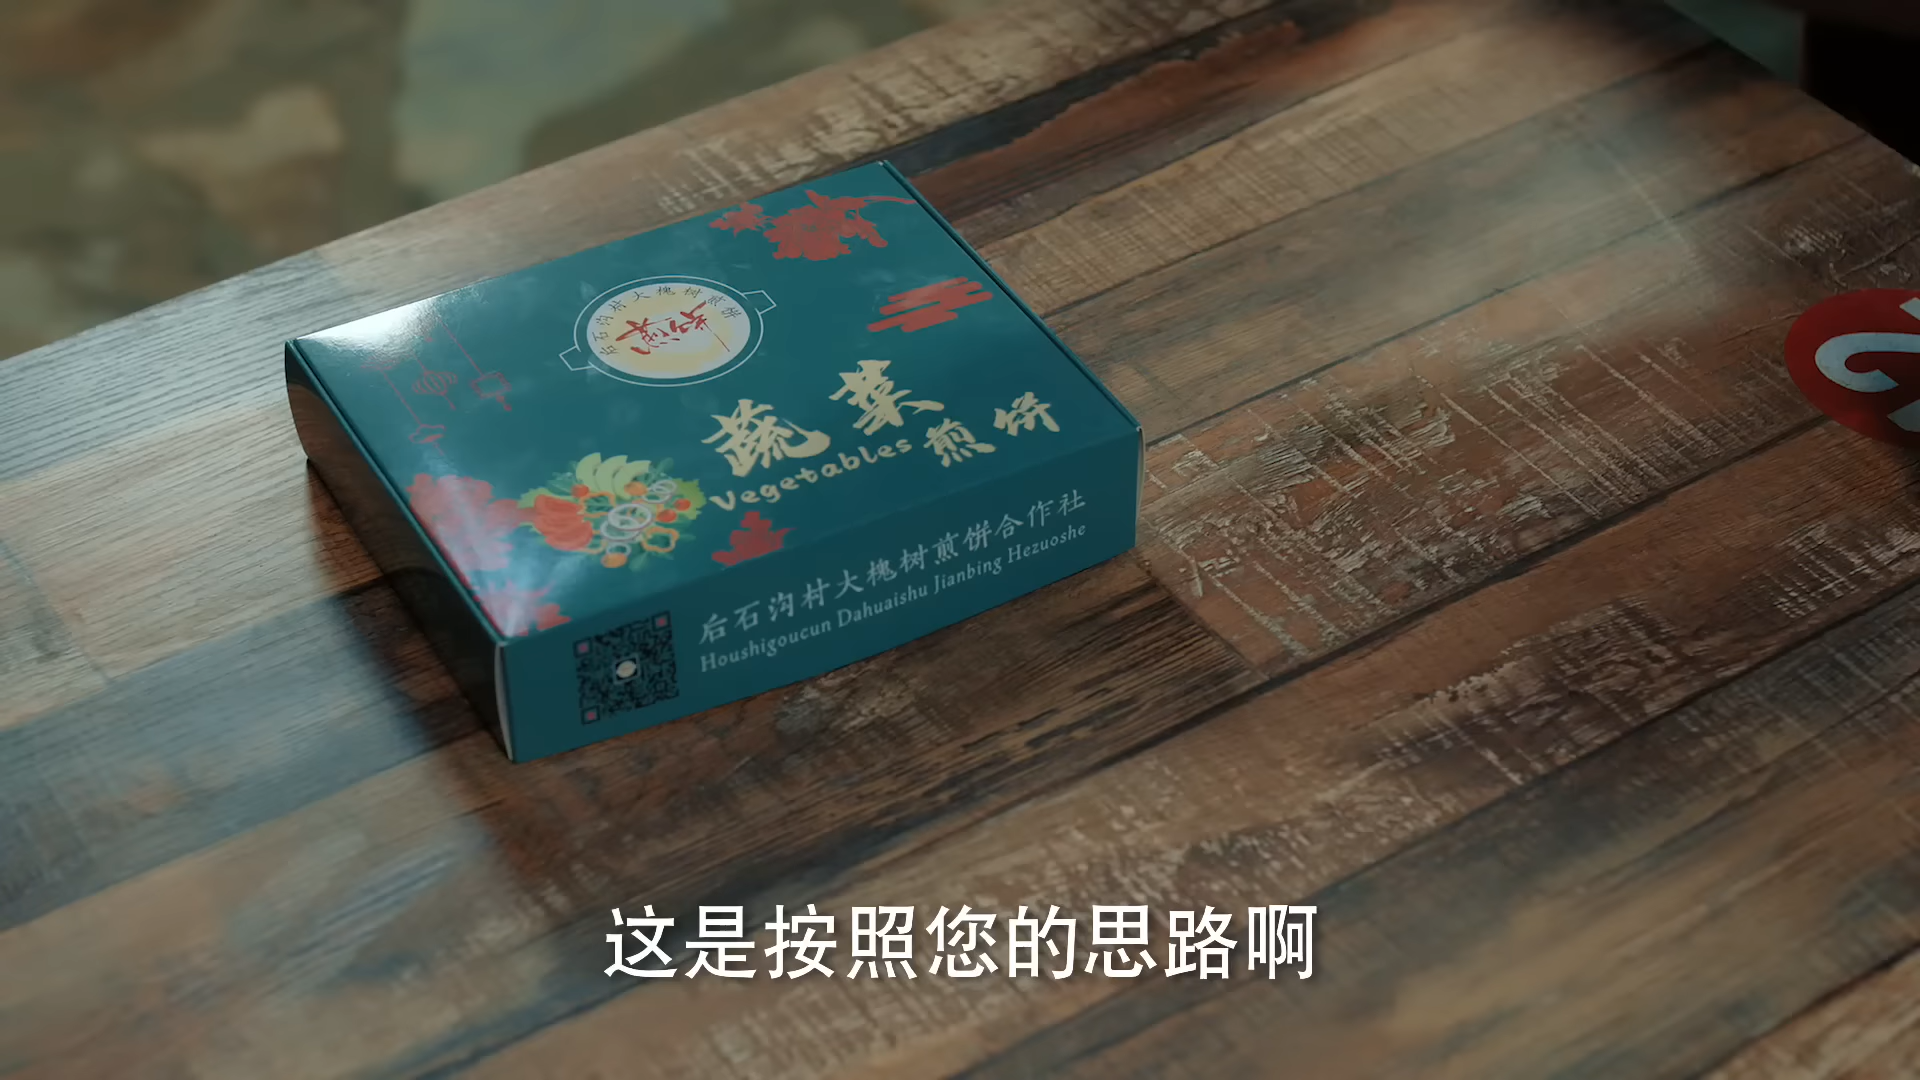 后石沟村大槐树煎饼
蔬菜
煎饼
Vegetables
后石沟村大槐树煎饼合作社
Houshigoucun Dahuaishu Jianbing Hezuoshe
这是按照您的思路啊